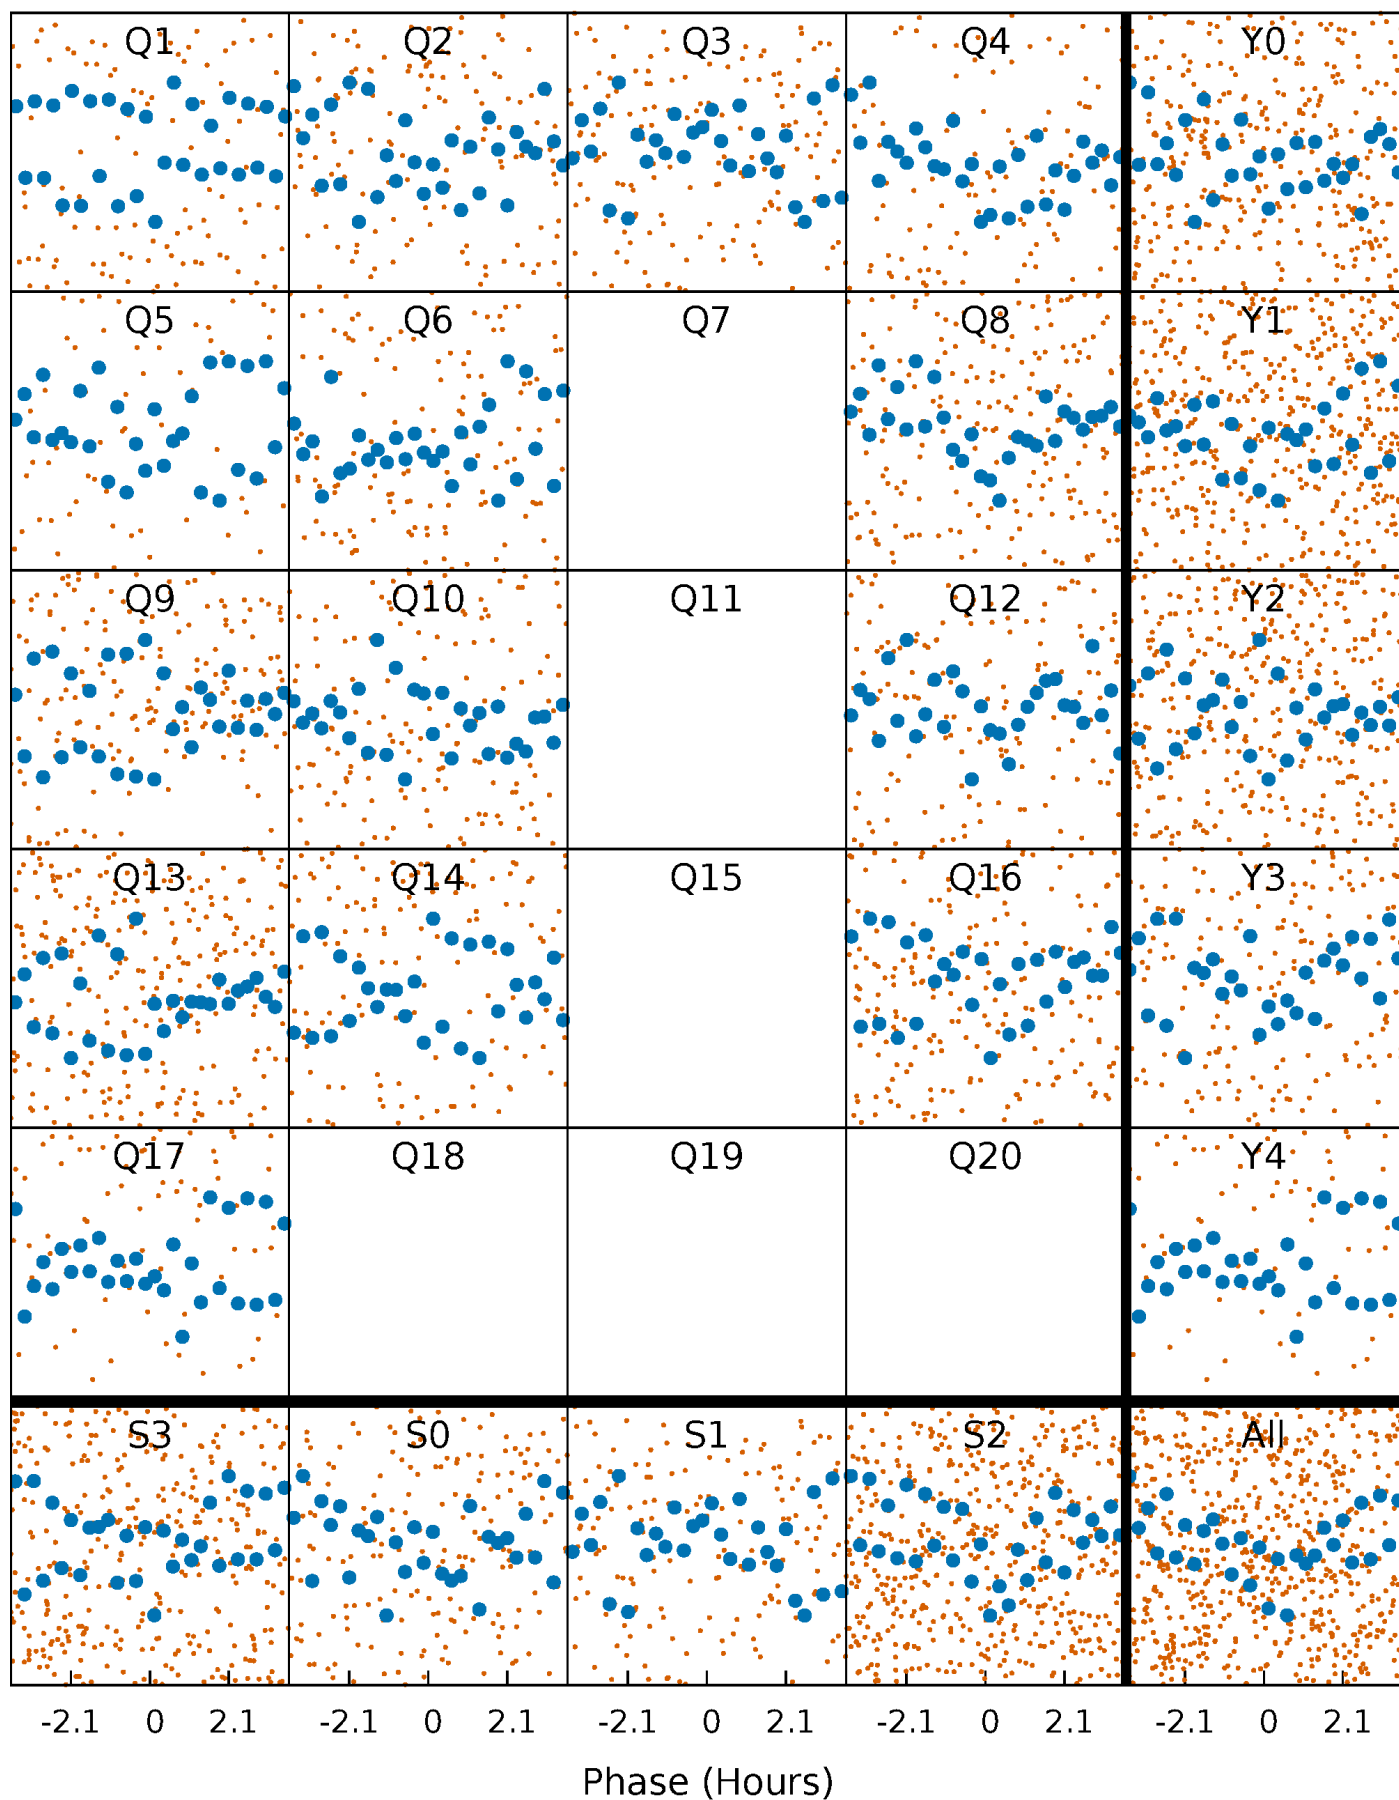 Q1 Q2 Q3 Q4 Y0
Q5 Q6 Q7 Q8 Y1
Q9 Q10 Q11 Q12 Y2
Q13 Q14 Q15 Q16 Y3
Q17 Q18 Q19 Q20 Y4
S3 S0 S1 S2 All
-2.1 0 2.1 -2.1 0 2.1 -2.1 0 2.1 -2.1 0 2.1 -2.1 0 2.1
Phase (Hours)